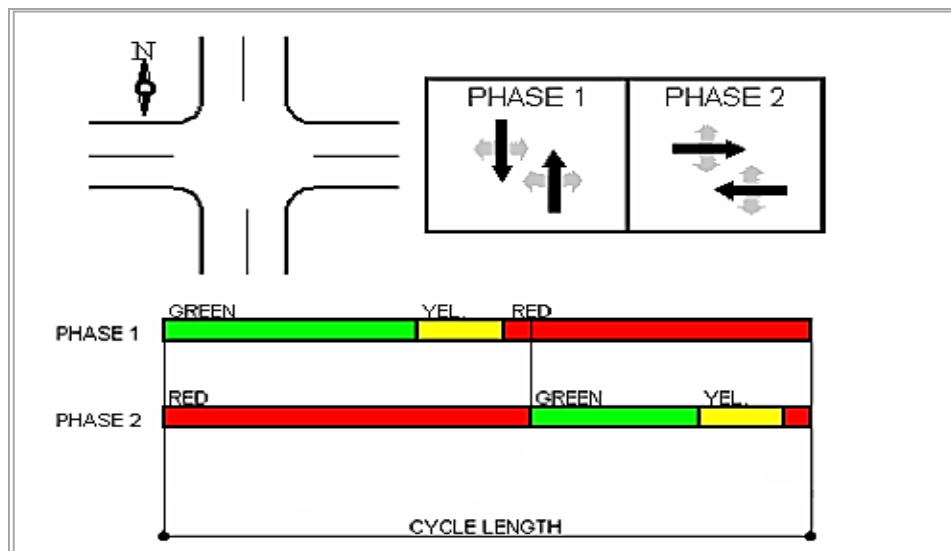 N
PHASE 1
PHASE 2
GREEN YEL. RED
PHASE 1
RED GREEN YEL.
PHASE 2
CYCLE LENGTH